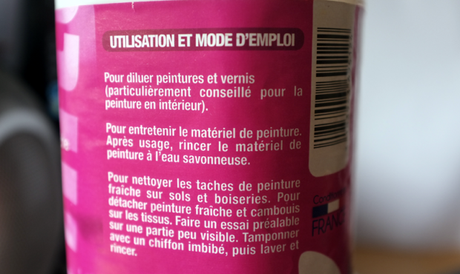 UTILISATION ET MODE D'EMPLOI
Pour diluer peintures et vernis
(particulièrement conseillé pour la
peinture en intérieur).
Pour entretenir le matériel de peinture.
Après usage, rincer le matériel de
peinture à l'eau savonneuse.
Pour nettoyer les taches de peinture
fraîche sur sols et boiseries. Pour
détacher peinture fraîche et cambouis
sur les tissus. Faire un essai préalable
sur une partie peu visible. Tamponner
avec un chiffon imbibé, puis laver et
rincer.